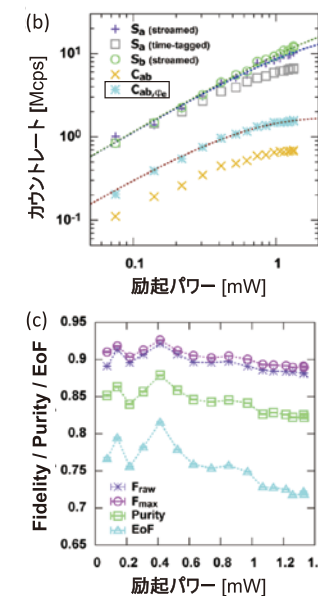 (b)
Sa (streamed)
Sa (time-tagged)
Sb (streamed)
Cab
Cab,φe
カウントレート [Mcps]
10¹
10⁰
10⁻¹
0.1 1
励起パワー [mW]
(c)
Fidelity / Purity / EoF
0.95
0.9
0.85
0.8
0.75
0.7
0.65
Fraw
Fmax
Purity
EoF
0 0.2 0.4 0.6 0.8 1 1.2 1.3
励起パワー [mW]